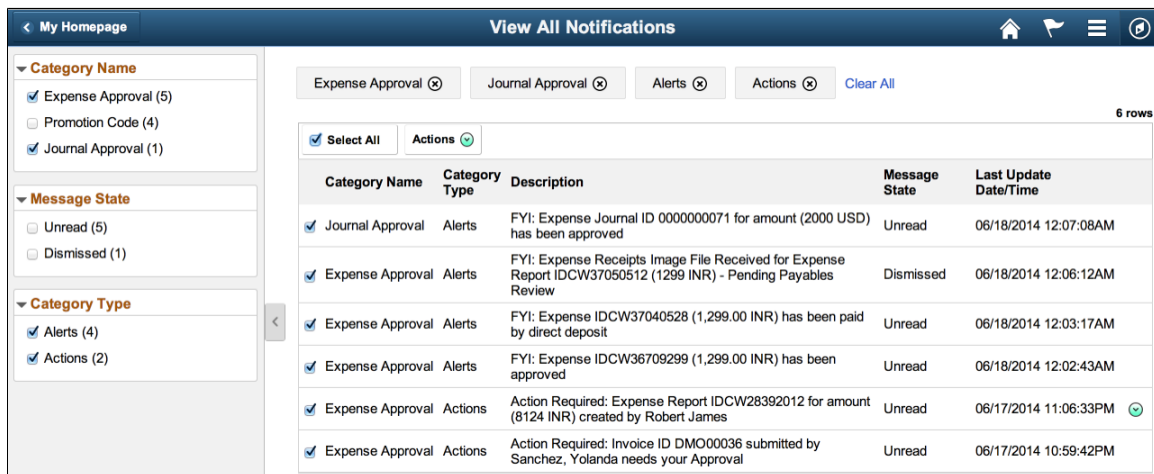 My Homepage
View All Notifications
Category Name
Expense Approval (5)
Promotion Code (4)
Journal Approval (1)
Message State
Unread (5)
Dismissed (1)
Category Type
Alerts (4)
Actions (2)
Expense Approval Journal Approval Alerts Actions Clear All
6 rows
Select All Actions
Category Name Category Type Description Message State Last Update Date/Time
Journal Approval Alerts FYI: Expense Journal ID 0000000071 for amount (2000 USD) Unread 06/18/2014 12:07:08AM
has been approved
FYI: Expense Receipts Image File Received for Expense
Expense Approval Alerts Report IDCW37050512 (1299 INR) - Pending Payables Dismissed 06/18/2014 12:06:12AM
Review
Expense Approval Alerts FYI: Expense IDCW37040528 (1,299.00 INR) has been paid Unread 06/18/2014 12:03:17AM
by direct deposit
Expense Approval Alerts FYI: Expense IDCW36709299 (1,299.00 INR) has been Unread 06/18/2014 12:02:43AM
approved
Expense Approval Actions Action Required: Expense Report IDCW28392012 for amount Unread 06/17/2014 11:06:33PM
(8124 INR) created by Robert James
Expense Approval Actions Action Required: Invoice ID DMO00036 submitted by Unread 06/17/2014 10:59:42PM
Sanchez, Yolanda needs your Approval